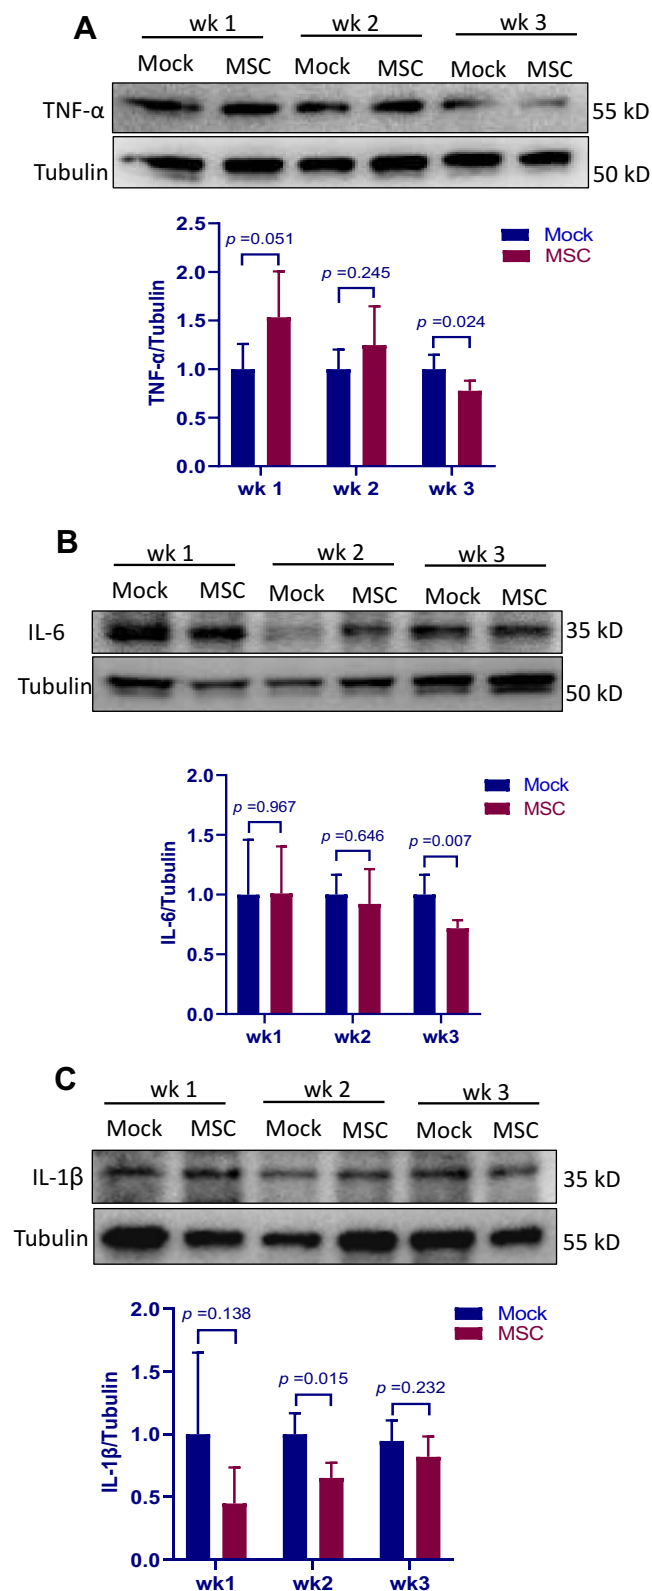 A
wk 1 wk 2 wk 3
Mock MSC Mock MSC Mock MSC
TNF-α 55 kD
Tubulin 50 kD
TNF-α/Tubulin
2.5
2.0
1.5
1.0
0.5
0.0
p =0.051
p =0.245
p =0.024
Mock
MSC
wk 1 wk 2 wk 3
B
wk 1 wk 2 wk 3
Mock MSC Mock MSC Mock MSC
IL-6 35 kD
Tubulin 50 kD
IL-6/Tubulin
2.0
1.5
1.0
0.5
0.0
p =0.967
p =0.646
p =0.007
Mock
MSC
wk1 wk2 wk3
C
wk 1 wk 2 wk 3
Mock MSC Mock MSC Mock MSC
IL-1β 35 kD
Tubulin 55 kD
IL-1β/Tubulin
2.0
1.5
1.0
0.5
0.0
p =0.138
p =0.015
p =0.232
Mock
MSC
wk1 wk2 wk3